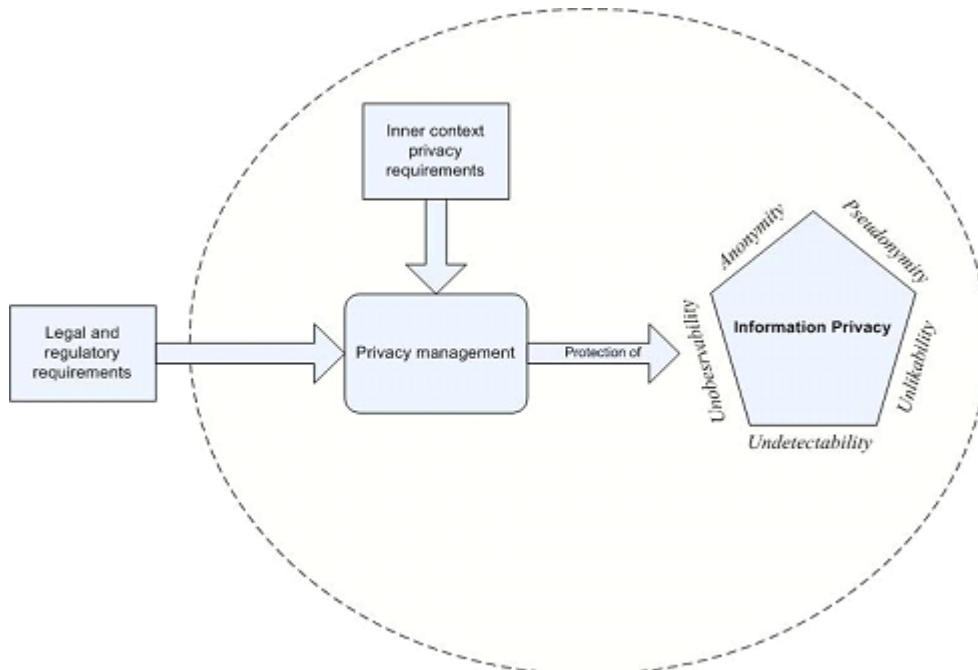 Inner context
privacy
requirements
Legal and
regulatory
requirements
Privacy management
Protection of
Information Privacy
Anonymity
Pseudonymity
Unobesrvability
Unlikability
Undetectability